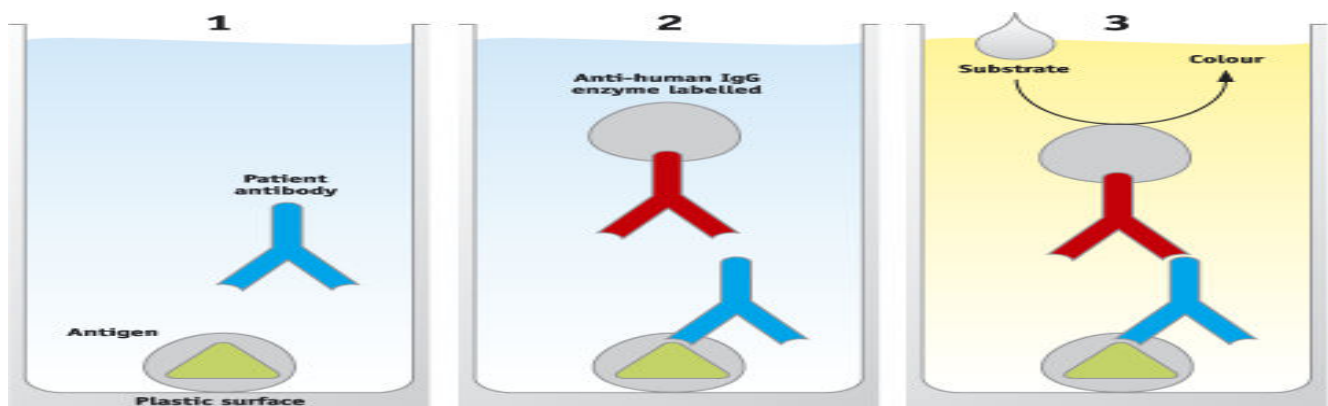 1
Patient
antibody
Antigen
Plastic surface
2
Anti-human IgG
enzyme labelled
3
Substrate
Colour